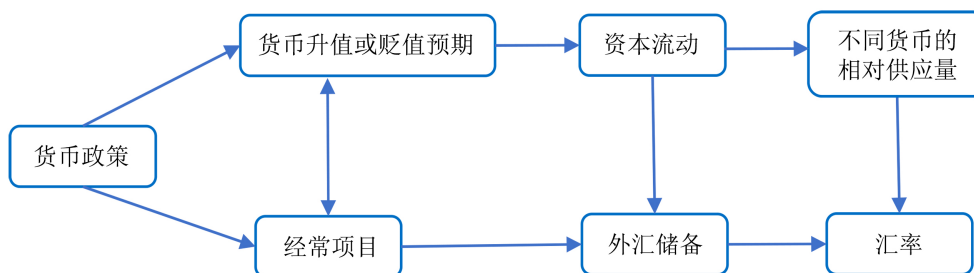 货币升值或贬值预期
资本流动
不同货币的
相对供应量
货币政策
经常项目
外汇储备
汇率